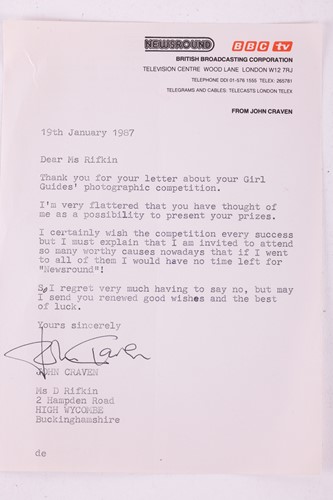 NEWSROUND BBC tv
BRITISH BROADCASTING CORPORATION
TELEVISION CENTRE WOOD LANE LONDON W12 7RJ
TELEPHONE DDI 01-576 1555 TELEX: 265781
TELEGRAMS AND CABLES: TELECASTS LONDON TELEX
FROM JOHN CRAVEN
19th January 1987
Dear Ms Rifkin
Thank you for your letter about your Girl
Guides' photographic competition.
I'm very flattered that you have thought of
me as a possibility to present your prizes.
I certainly wish the competition every success
but I must explain that I am invited to attend
so many worthy causes nowadays that if I went
to all of them I would have no time left for
"Newsround"!
So I regret very much having to say no, but may
I send you renewed good wishes and the best
of luck.
Yours sincerely
John Craven
JOHN CRAVEN
Ms D Rifkin
2 Hampden Road
HIGH WYCOMBE
Buckinghamshire
de